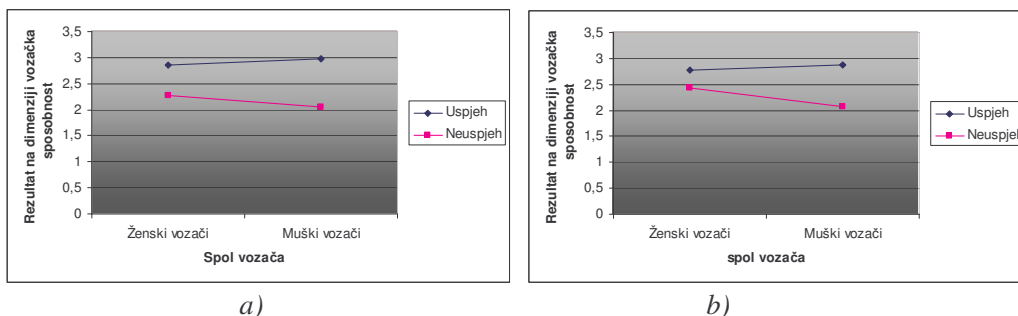 Rezultat na dimenziji vozačka
sposobnost
3,5
3
2,5
2
1,5
1
0,5
0
Ženski vozači
Muški vozači
Spol vozača
Uspjeh
Neuspjeh
a)
Rezultat na dimenziji vozačka
sposobnost
3,5
3
2,5
2
1,5
1
0,5
0
Ženski vozači
Muški vozači
spol vozača
Uspjeh
Neuspjeh
b)